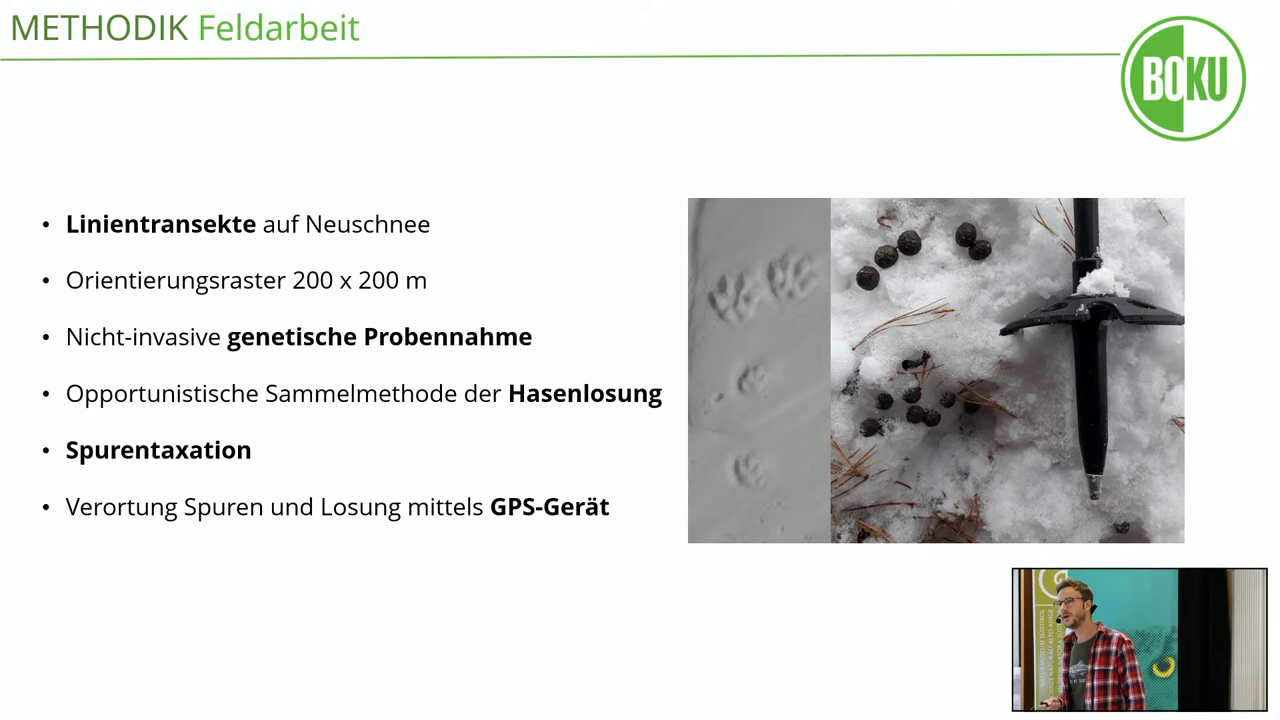 METHODIK Feldarbeit
BOKU
• Linientransekte auf Neuschnee
• Orientierungsraster 200 x 200 m
• Nicht-invasive genetische Probennahme
• Opportunistische Sammelmethode der Hasenlosung
• Spurentaxation
• Verortung Spuren und Losung mittels GPS-Gerät